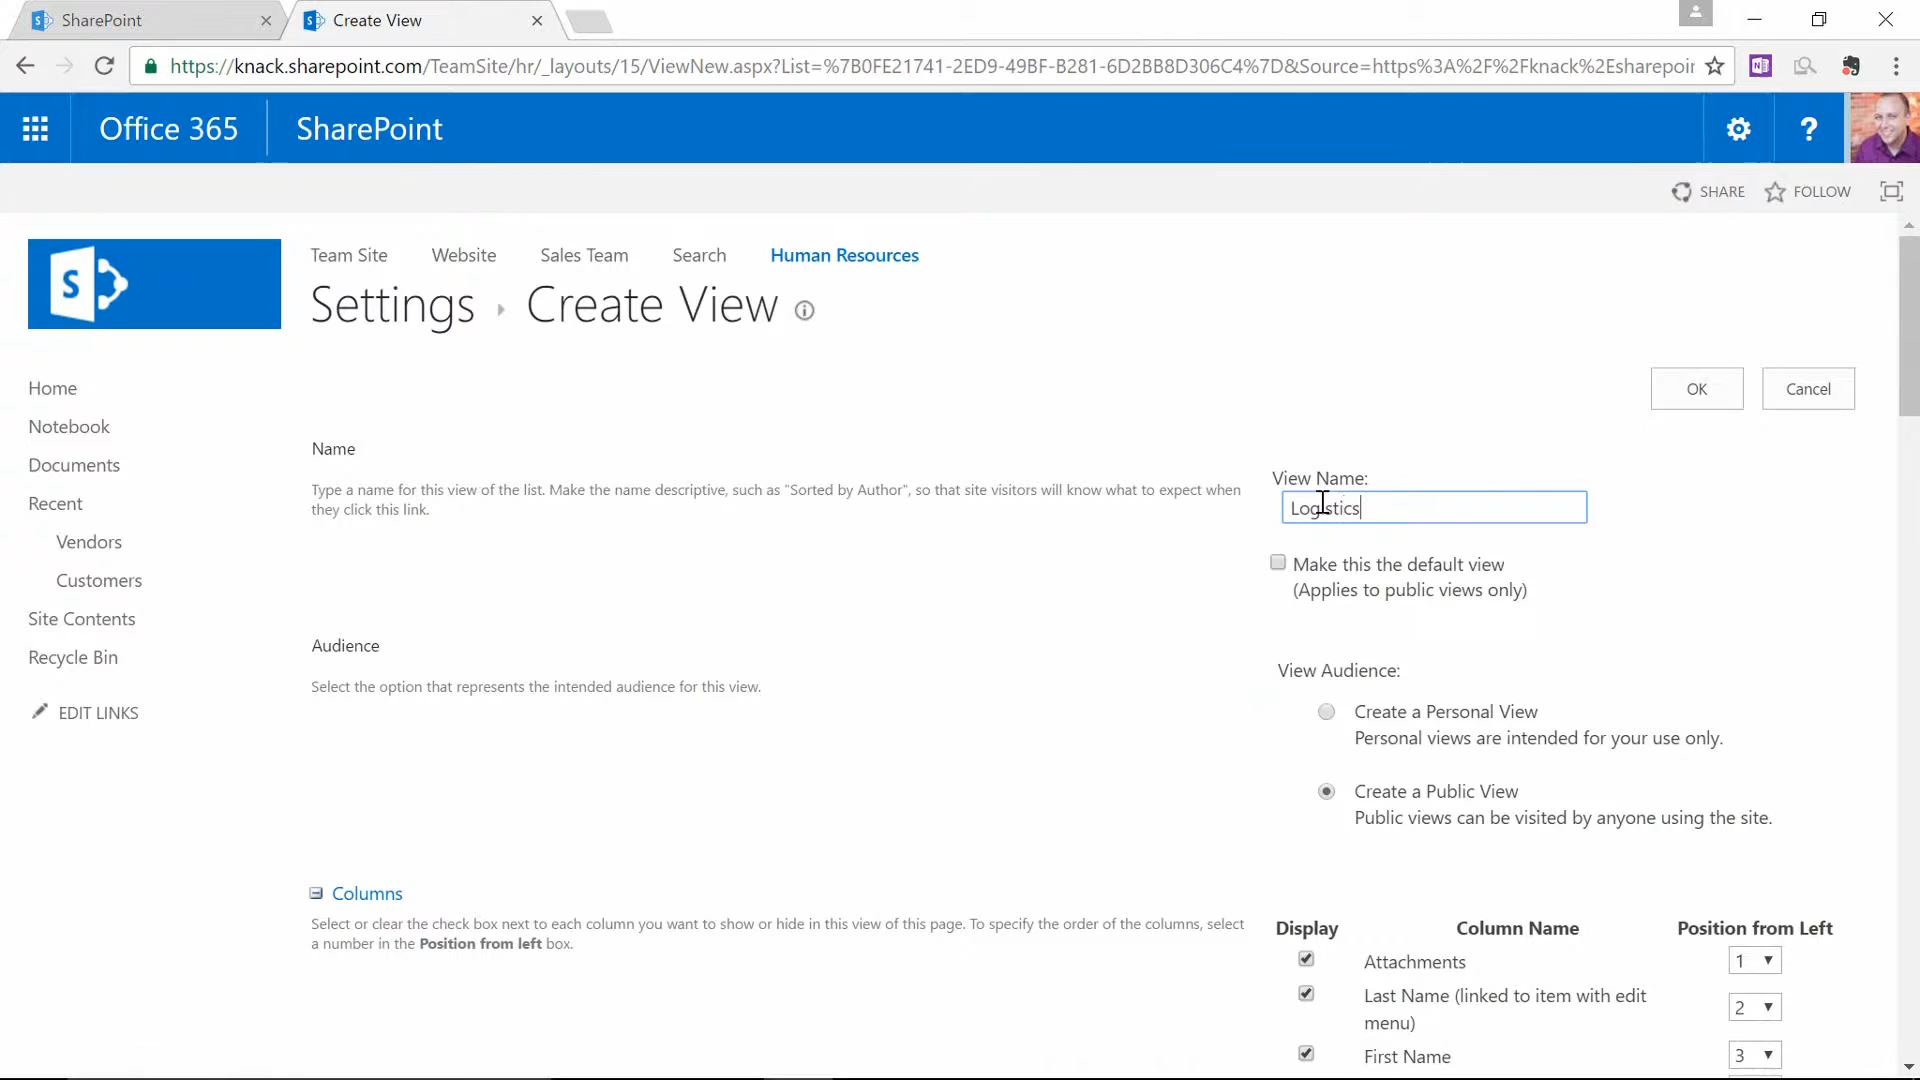 SharePoint
Create View
https://knack.sharepoint.com/TeamSite/hr/_layouts/15/ViewNew.aspx?List=%7B0FE21741-2ED9-49BF-B281-6D2BB8D306C4%7D&Source=https%3A%2F%2Fknack%2Esharepoir
Office 365
SharePoint
?
SHARE
FOLLOW
Team Site
Website
Sales Team
Search
Human Resources
Settings
Create View
OK
Cancel
Home
Notebook
Documents
Recent
Vendors
Customers
Site Contents
Recycle Bin
EDIT LINKS
Name
Type a name for this view of the list. Make the name descriptive, such as "Sorted by Author", so that site visitors will know what to expect when
they click this link.
View Name:
Logistics
Make this the default view
(Applies to public views only)
Audience
Select the option that represents the intended audience for this view.
View Audience:
Create a Personal View
Personal views are intended for your use only.
Create a Public View
Public views can be visited by anyone using the site.
Columns
Select or clear the check box next to each column you want to show or hide in this view of this page. To specify the order of the columns, select
a number in the Position from left box.
Display
Column Name
Position from Left
Attachments
1
Last Name (linked to item with edit
menu)
2
First Name
3